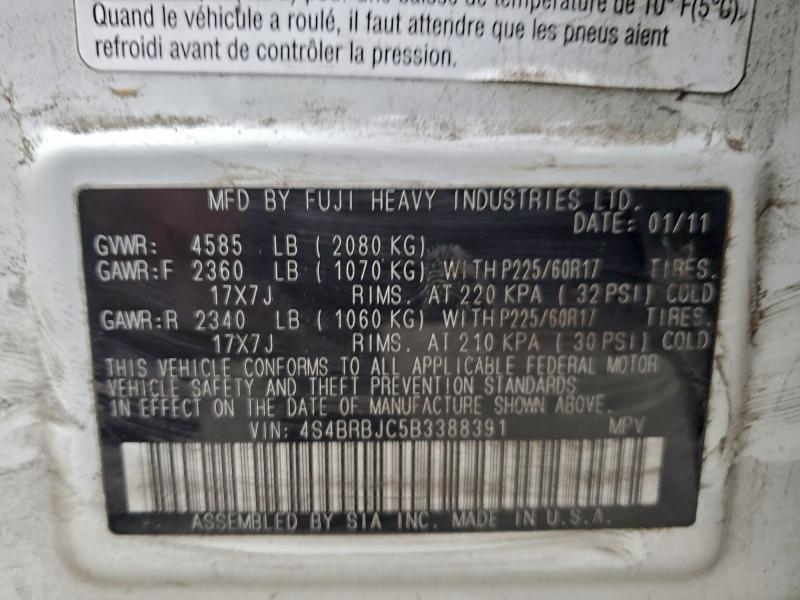 de température de 10° F(5°C).
Quand le véhicule a roulé, il faut attendre que les pneus aient
refroidi avant de contrôler la pression.
MFD BY FUJI HEAVY INDUSTRIES LTD.
DATE: 01/11
GVWR: 4585 LB ( 2080 KG)
GAWR:F 2360 LB ( 1070 KG) WITH P225/60R17 TIRES.
17X7J RIMS. AT 220 KPA ( 32 PSI) COLD
GAWR:R 2340 LB ( 1060 KG) WITH P225/60R17 TIRES.
17X7J RIMS. AT 210 KPA ( 30 PSI) COLD
THIS VEHICLE CONFORMS TO ALL APPLICABLE FEDERAL MOTOR
VEHICLE SAFETY AND THEFT PREVENTION STANDARDS
IN EFFECT ON THE DATE OF MANUFACTURE SHOWN ABOVE.
VIN: 4S4BRBJC5B3388391 MPV
ASSEMBLED BY SIA INC. MADE IN U.S.A.